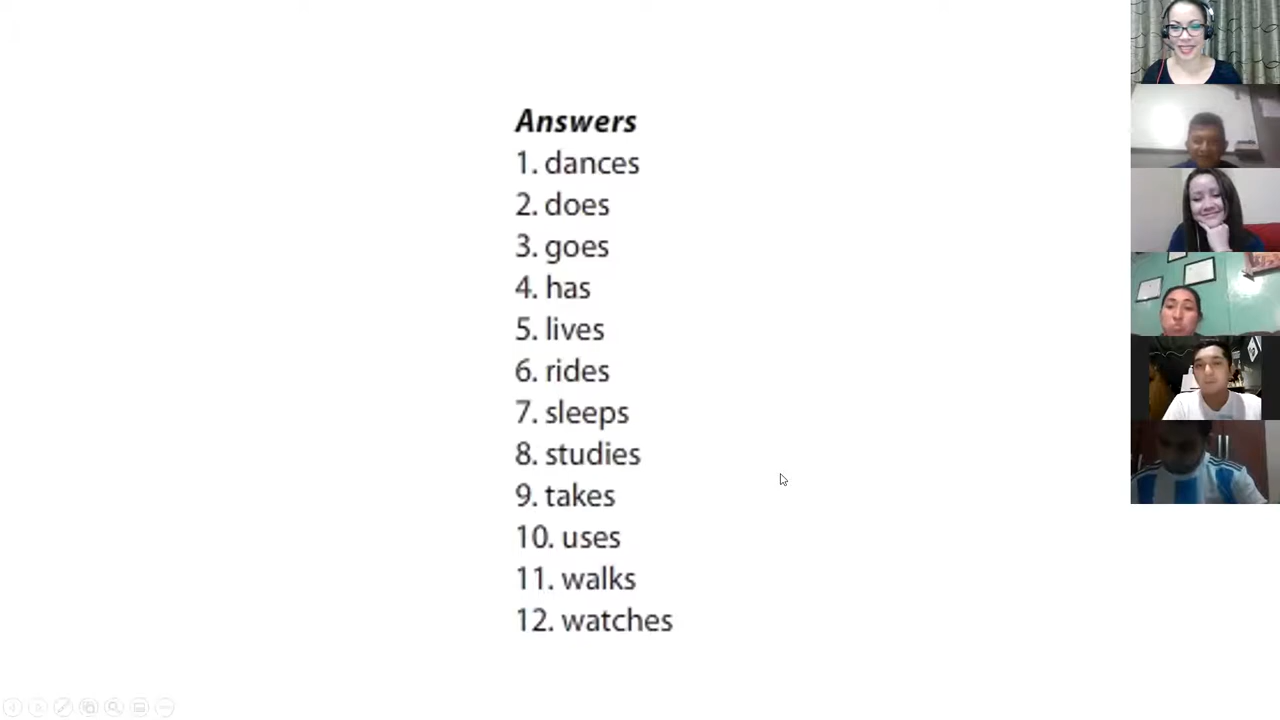 Answers
1. dances
2. does
3. goes
4. has
5. lives
6. rides
7. sleeps
8. studies
9. takes
10. uses
11. walks
12. watches